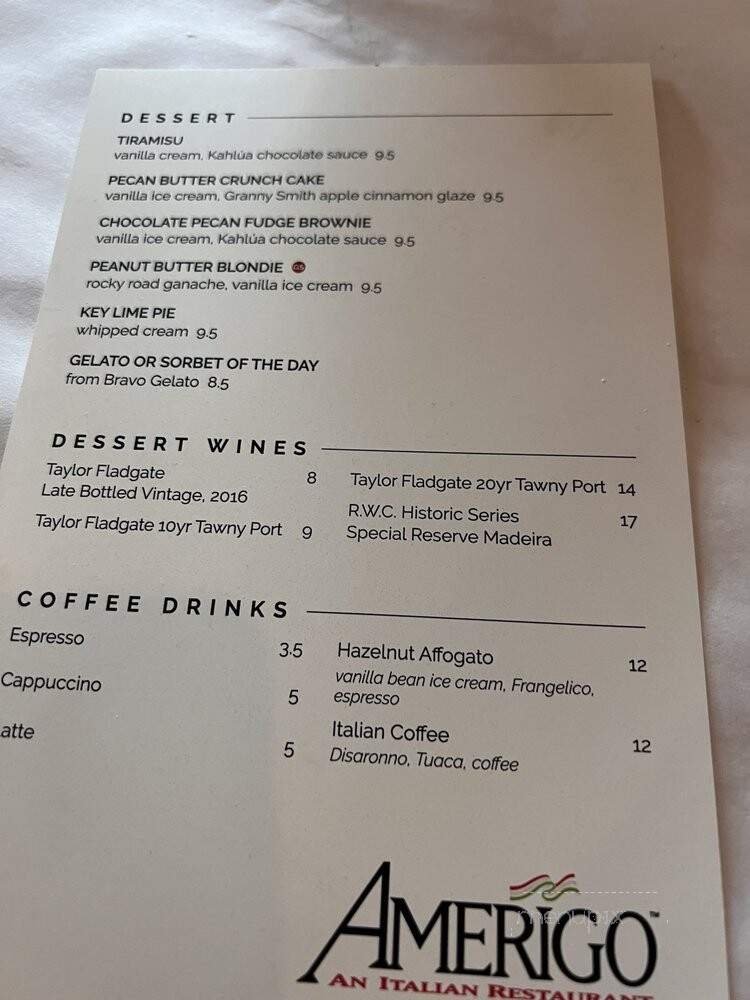 DESSERT
TIRAMISU
vanilla cream, Kahlúa chocolate sauce 9.5
PECAN BUTTER CRUNCH CAKE
vanilla ice cream, Granny Smith apple cinnamon glaze 9.5
CHOCOLATE PECAN FUDGE BROWNIE
vanilla ice cream, Kahlúa chocolate sauce 9.5
PEANUT BUTTER BLONDIE
rocky road ganache, vanilla ice cream 9.5
KEY LIME PIE
whipped cream 9.5
GELATO OR SORBET OF THE DAY
from Bravo Gelato 8.5
DESSERT WINES
Taylor Fladgate 8
Late Bottled Vintage, 2016
Taylor Fladgate 10yr Tawny Port 9
Taylor Fladgate 20yr Tawny Port 14
R.W.C. Historic Series 17
Special Reserve Madeira
COFFEE DRINKS
Espresso 3.5
Cappuccino 5
atte 5
Hazelnut Affogato 12
vanilla bean ice cream, Frangelico,
espresso
Italian Coffee 12
Disaronno, Tuaca, coffee
AMERIGO™
AN ITALIAN RESTAURANT
menupix